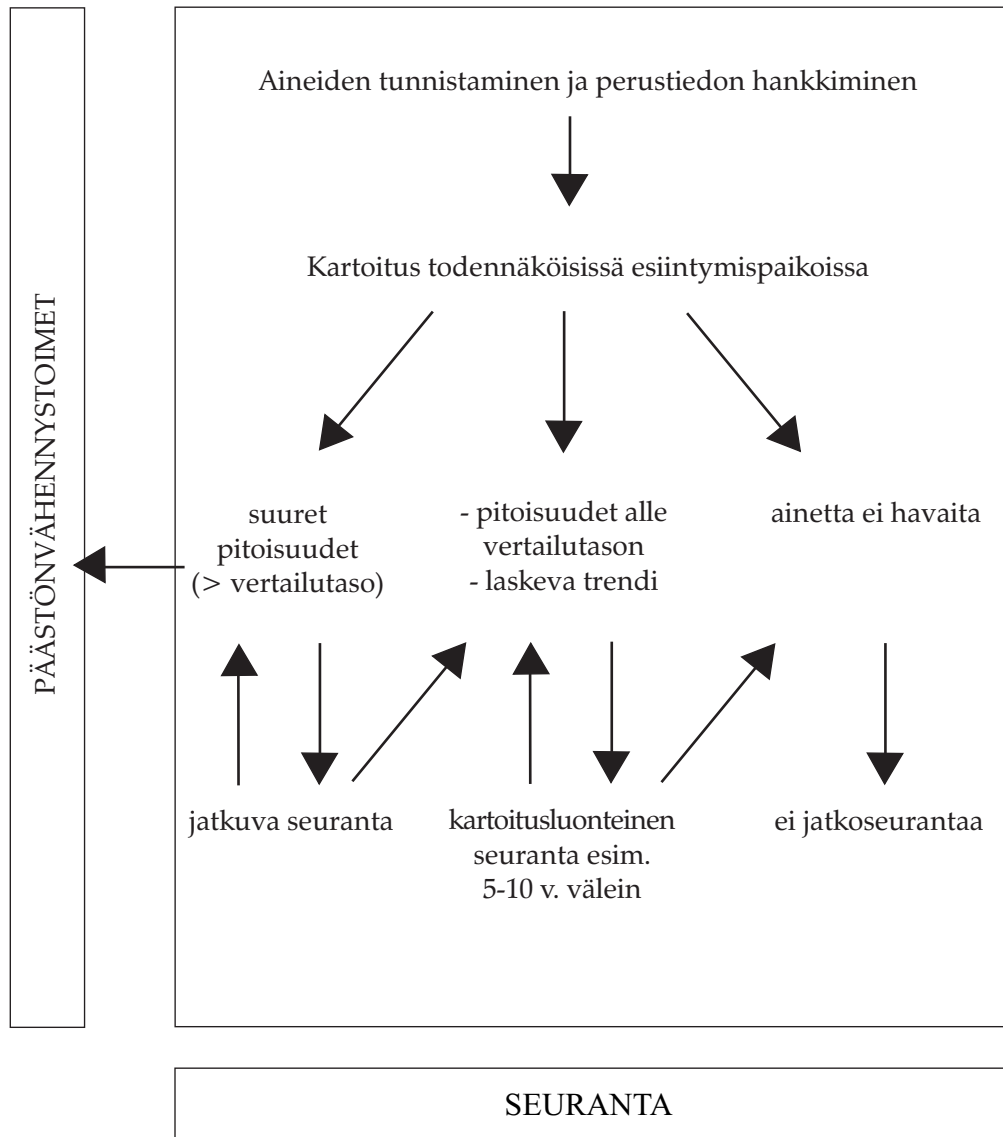 PÄÄSTÖNVÄHENNYSTOIMET
Aineiden tunnistaminen ja perustiedon hankkiminen
Kartoitus todennäköisissä esiintymispaikoissa
suuret
pitoisuudet
(> vertailutaso)
- pitoisuudet alle
vertailutason
- laskeva trendi
ainetta ei havaita
jatkuva seuranta
kartoitusluonteinen
seuranta esim.
5-10 v. välein
ei jatkoseurantaa
SEURANTA